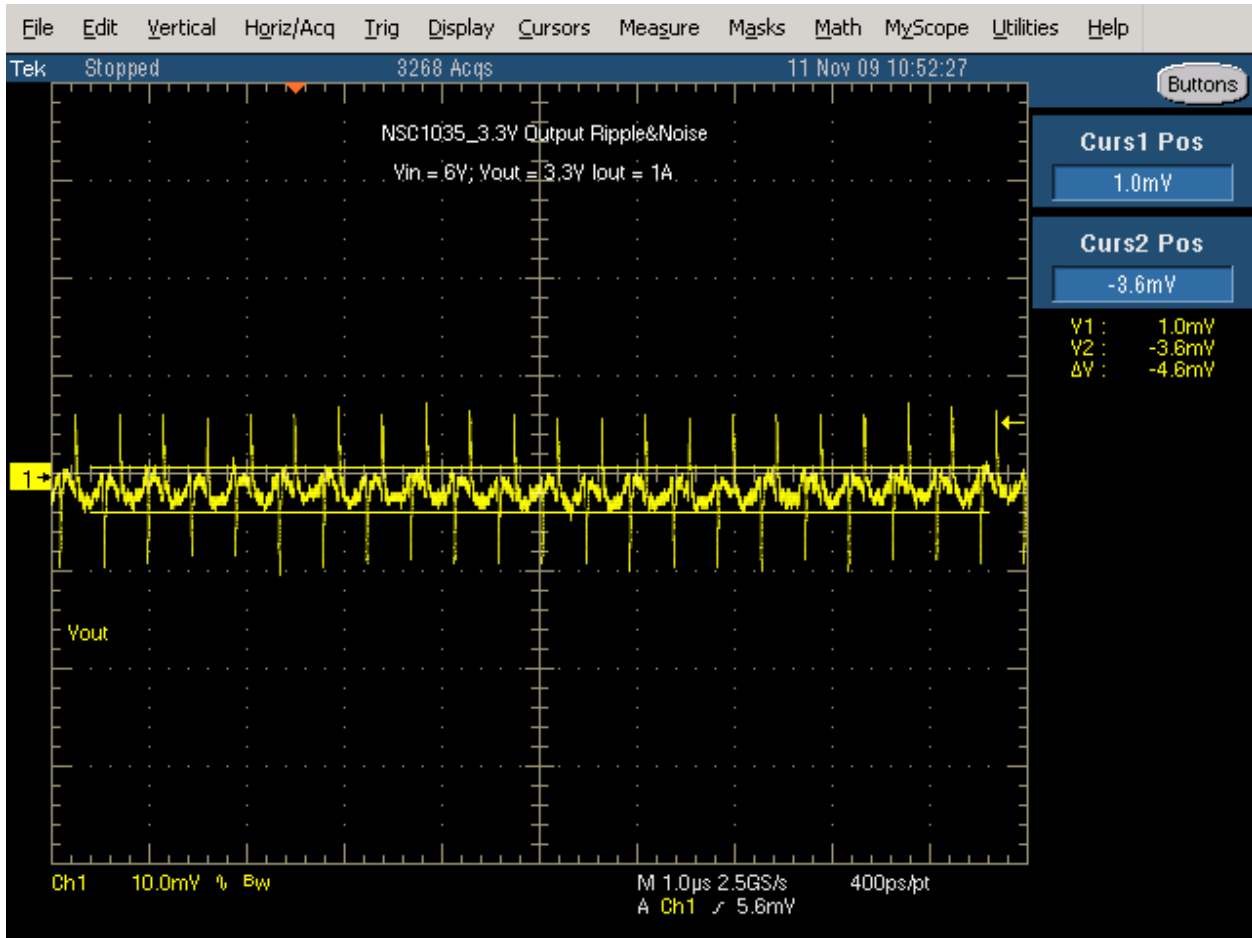 File Edit Vertical Horiz/Acq Trig Display Cursors Measure Masks Math MyScope Utilities Help
Tek Stopped 3268 Acqs 11 Nov 09 10:52:27
Buttons
NSC1035_3.3V Output Ripple&Noise
Vin = 6V; Vout = 3.3V Iout = 1A
Curs1 Pos
1.0mV
Curs2 Pos
-3.6mV
V1 : 1.0mV
V2 : -3.6mV
ΔV : -4.6mV
1
Vout
Ch1 10.0mV Bw M 1.0µs 2.5GS/s 400ps/pt
A Ch1 5.6mV